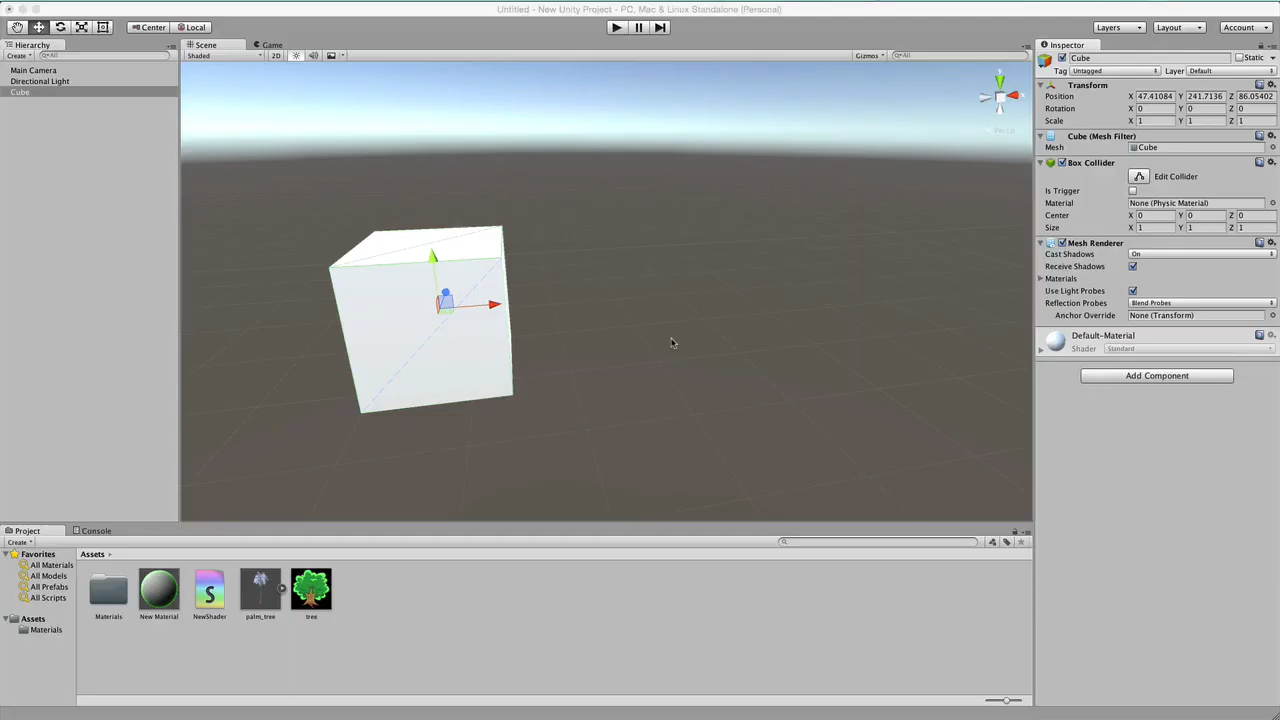 Untitled - New Unity Project - PC, Mac & Linux Standalone (Personal)
Center Local Layers Layout Account
Hierarchy
Create All
Main Camera
Directional Light
Cube
Scene Game
Shaded 2D Gizmos All
y
x
Persp
Inspector
Cube Static
Tag Untagged Layer Default
Transform
Position X 47.41084 Y 241.7136 Z 86.05402
Rotation X 0 Y 0 Z 0
Scale X 1 Y 1 Z 1
Cube (Mesh Filter)
Mesh Cube
Box Collider
Edit Collider
Is Trigger
Material None (Physic Material)
Center X 0 Y 0 Z 0
Size X 1 Y 1 Z 1
Mesh Renderer
Cast Shadows On
Receive Shadows
Materials
Use Light Probes
Reflection Probes Blend Probes
Anchor Override None (Transform)
Default-Material
Shader Standard
Add Component
Project Console
Create
Favorites
All Materials
All Models
All Prefabs
All Scripts
Assets
Materials
Assets
S
Materials New Material NewShader palm_tree tree